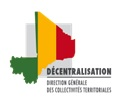 DÉCENTRALISATION
DIRECTION GÉNÉRALE
DES COLLECTIVITÉS TERRITORIALES